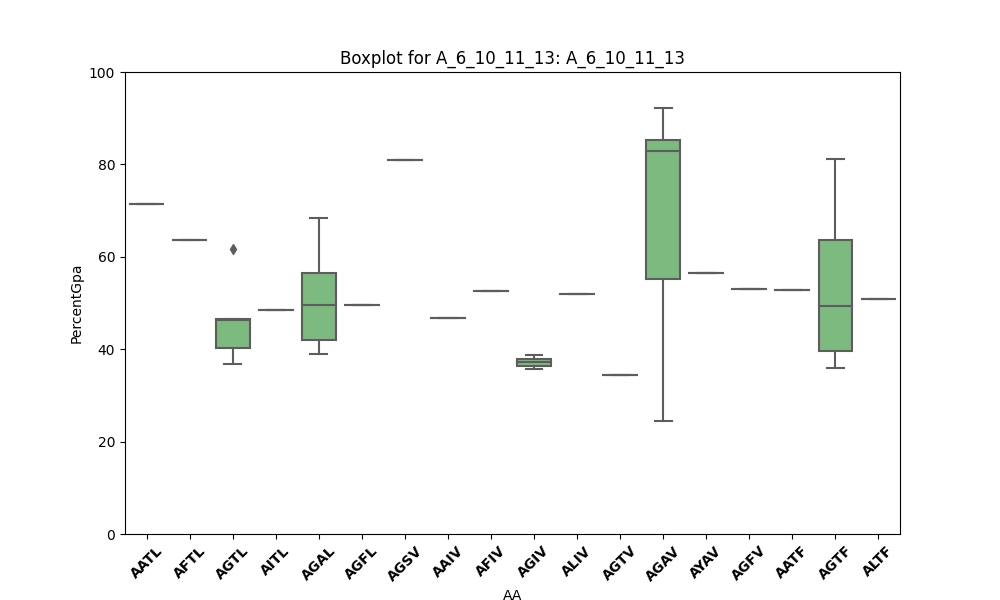 Boxplot for A_6_10_11_13: A_6_10_11_13
100
80
60
40
20
0
PercentGpa
AATL AFTL AGTL AITL AGAL AGFL AGSV AAIV AFIV AGIV ALIV AGTV AGAV AYAV AGFV AATF AGTF ALTF
AA